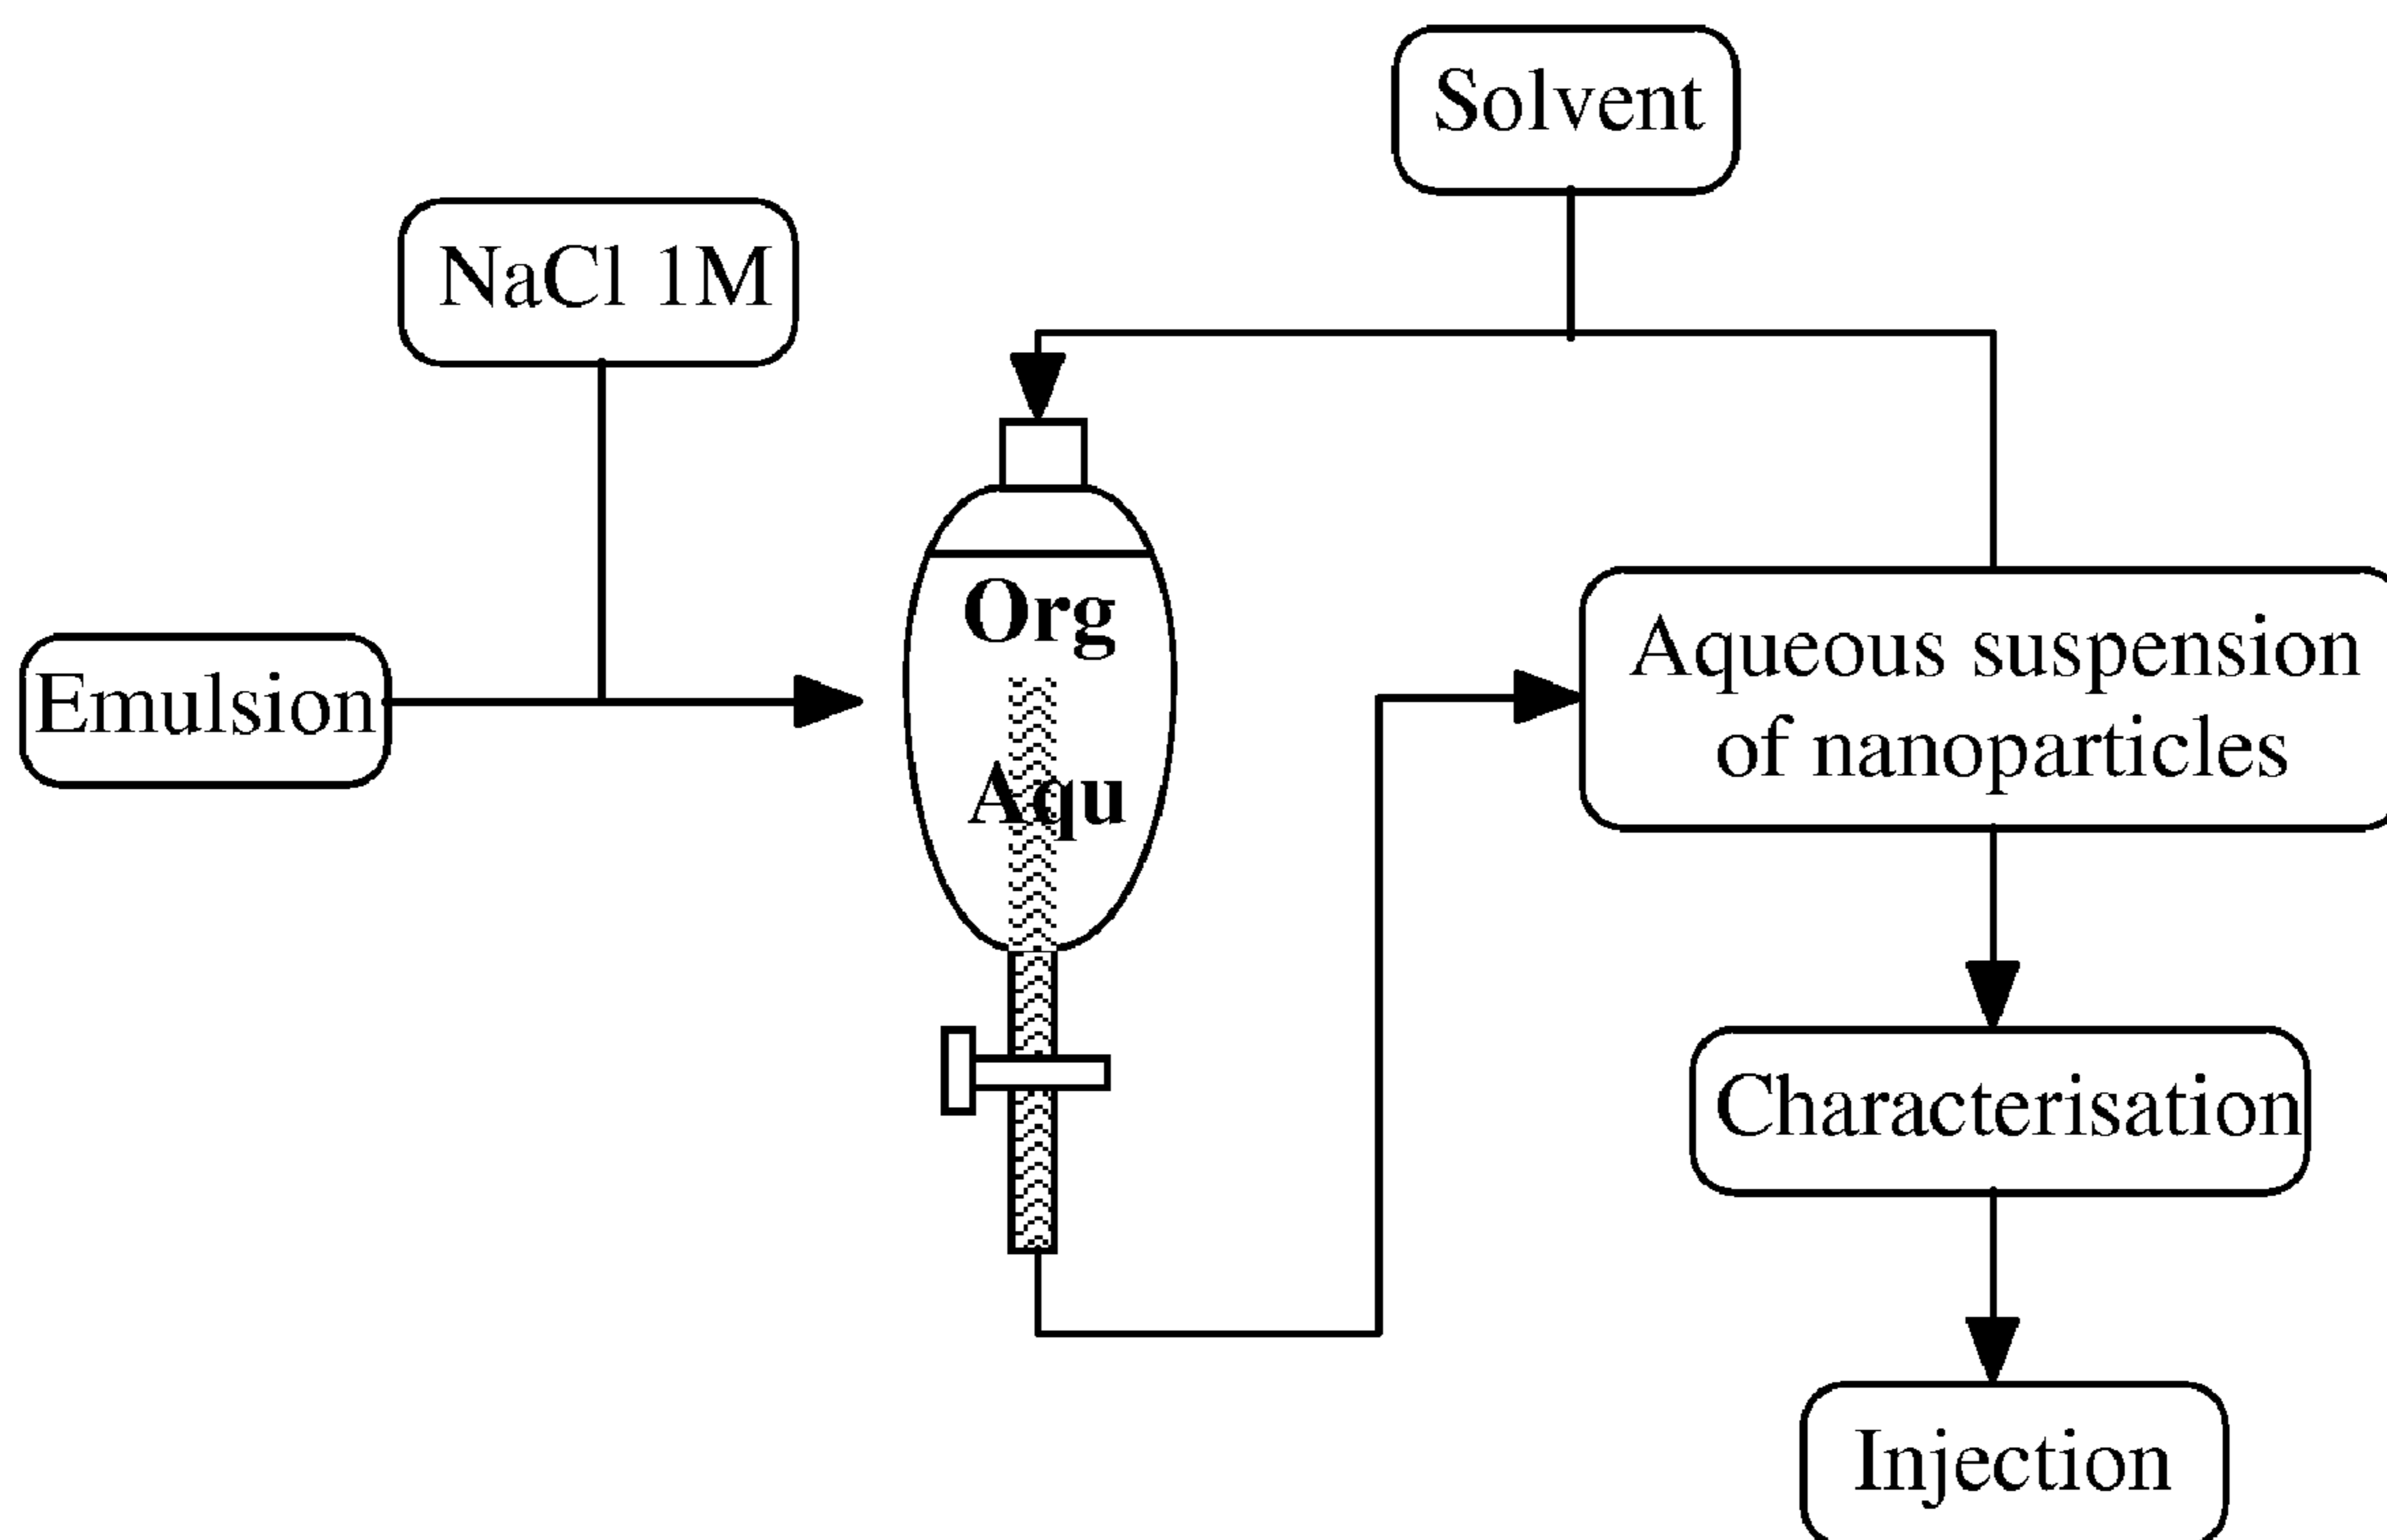 Solvent
NaCl 1M
Emulsion
Org
Aqu
Aqueous suspension
of nanoparticles
Characterisation
Injection